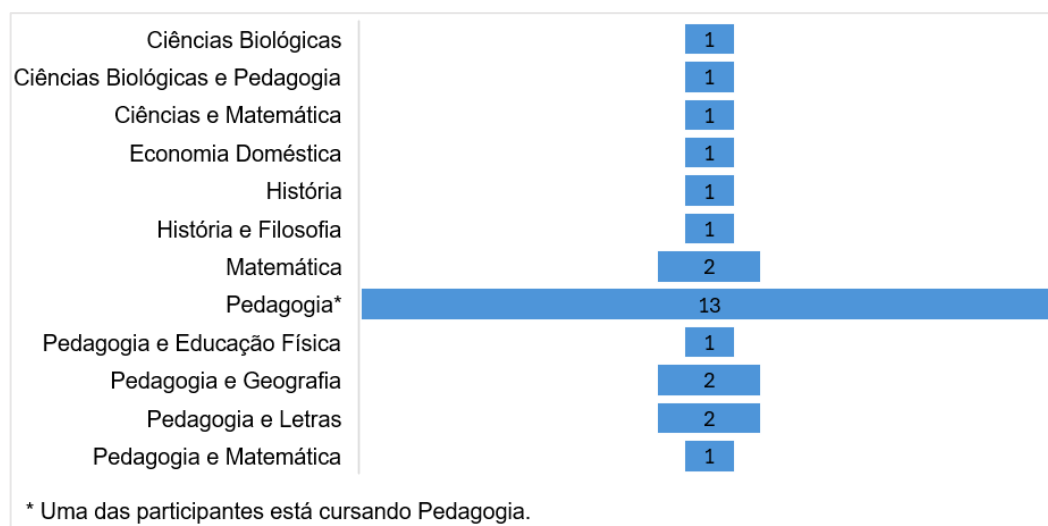 Ciências Biológicas 1
Ciências Biológicas e Pedagogia 1
Ciências e Matemática 1
Economia Doméstica 1
História 1
História e Filosofia 1
Matemática 2
Pedagogia* 13
Pedagogia e Educação Física 1
Pedagogia e Geografia 2
Pedagogia e Letras 2
Pedagogia e Matemática 1
* Uma das participantes está cursando Pedagogia.